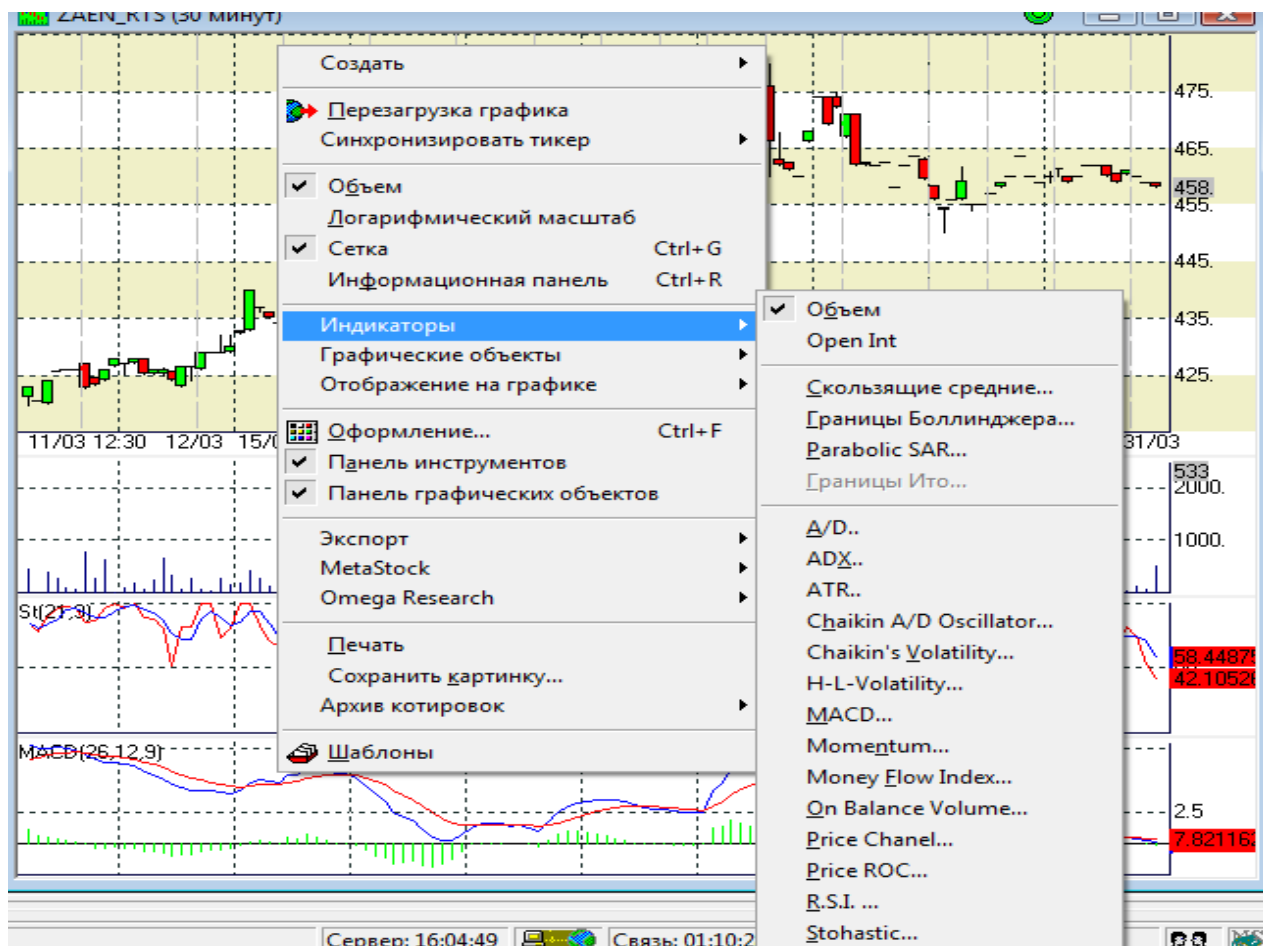 ZAEN_RTS (30 минут)
Создать
Перезагрузка графика
Синхронизировать тикер
Объем
Логарифмический масштаб
Сетка Ctrl+G
Информационная панель Ctrl+R
Индикаторы
Графические объекты
Отображение на графике
Оформление... Ctrl+F
Панель инструментов
Панель графических объектов
Экспорт
MetaStock
Omega Research
Печать
Сохранить картинку...
Архив котировок
Шаблоны
Объем
Open Int
Скользящие средние...
Границы Боллинджера...
Parabolic SAR...
Границы Ито...
A/D..
ADX..
ATR..
Chaikin A/D Oscillator...
Chaikin's Volatility...
H-L-Volatility...
MACD...
Momentum...
Money Flow Index...
On Balance Volume...
Price Chanel...
Price ROC...
R.S.I. ...
Stohastic...
475.
465.
458.
455.
445.
435.
425.
11/03 12:30 12/03 15/0
31/03
533
2000.
1000.
St(21,3)
58.44875
42.10526
MACD(26,12,9)
2.5
7.821162
Сервер: 16:04:49
Связь: 01:10:2